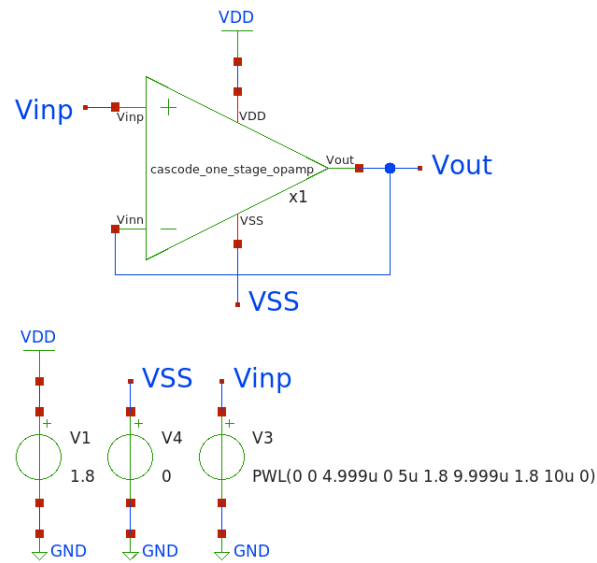 VDD
Vinp
Vinp
+
VDD
cascode_one_stage_opamp
Vout
Vout
x1
Vinn
−
VSS
VSS
VDD
VSS
Vinp
+
V1
1.8
+
V4
0
+
V3
PWL(0 0 4.999u 0 5u 1.8 9.999u 1.8 10u 0)
GND
GND
GND